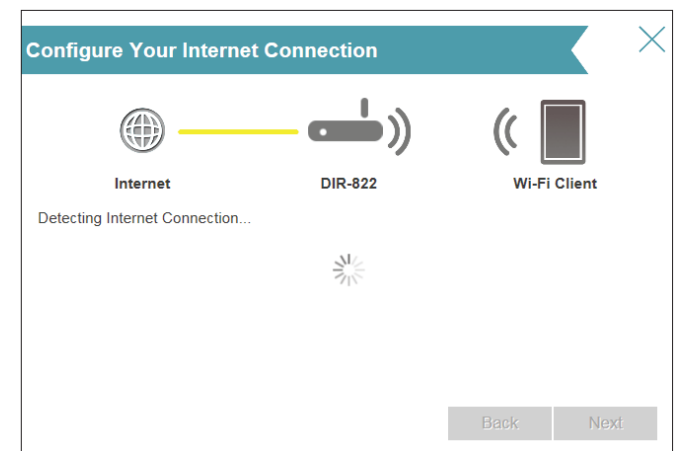 Configure Your Internet Connection
Internet DIR-822 Wi-Fi Client
Detecting Internet Connection...
Back Next